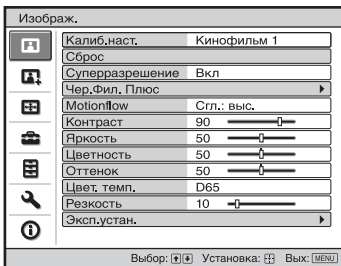 Изображ.
Калиб.наст. Кинофильм 1
Сброс
Суперразрешение Вкл
Чер.Фил. Плюс
Motionflow Сгл.: выс.
Контраст 90
Яркость 50
Цветность 50
Оттенок 50
Цвет. темп. D65
Резкость 10
Эксп.устан.
Выбор: Установка: Вых: MENU